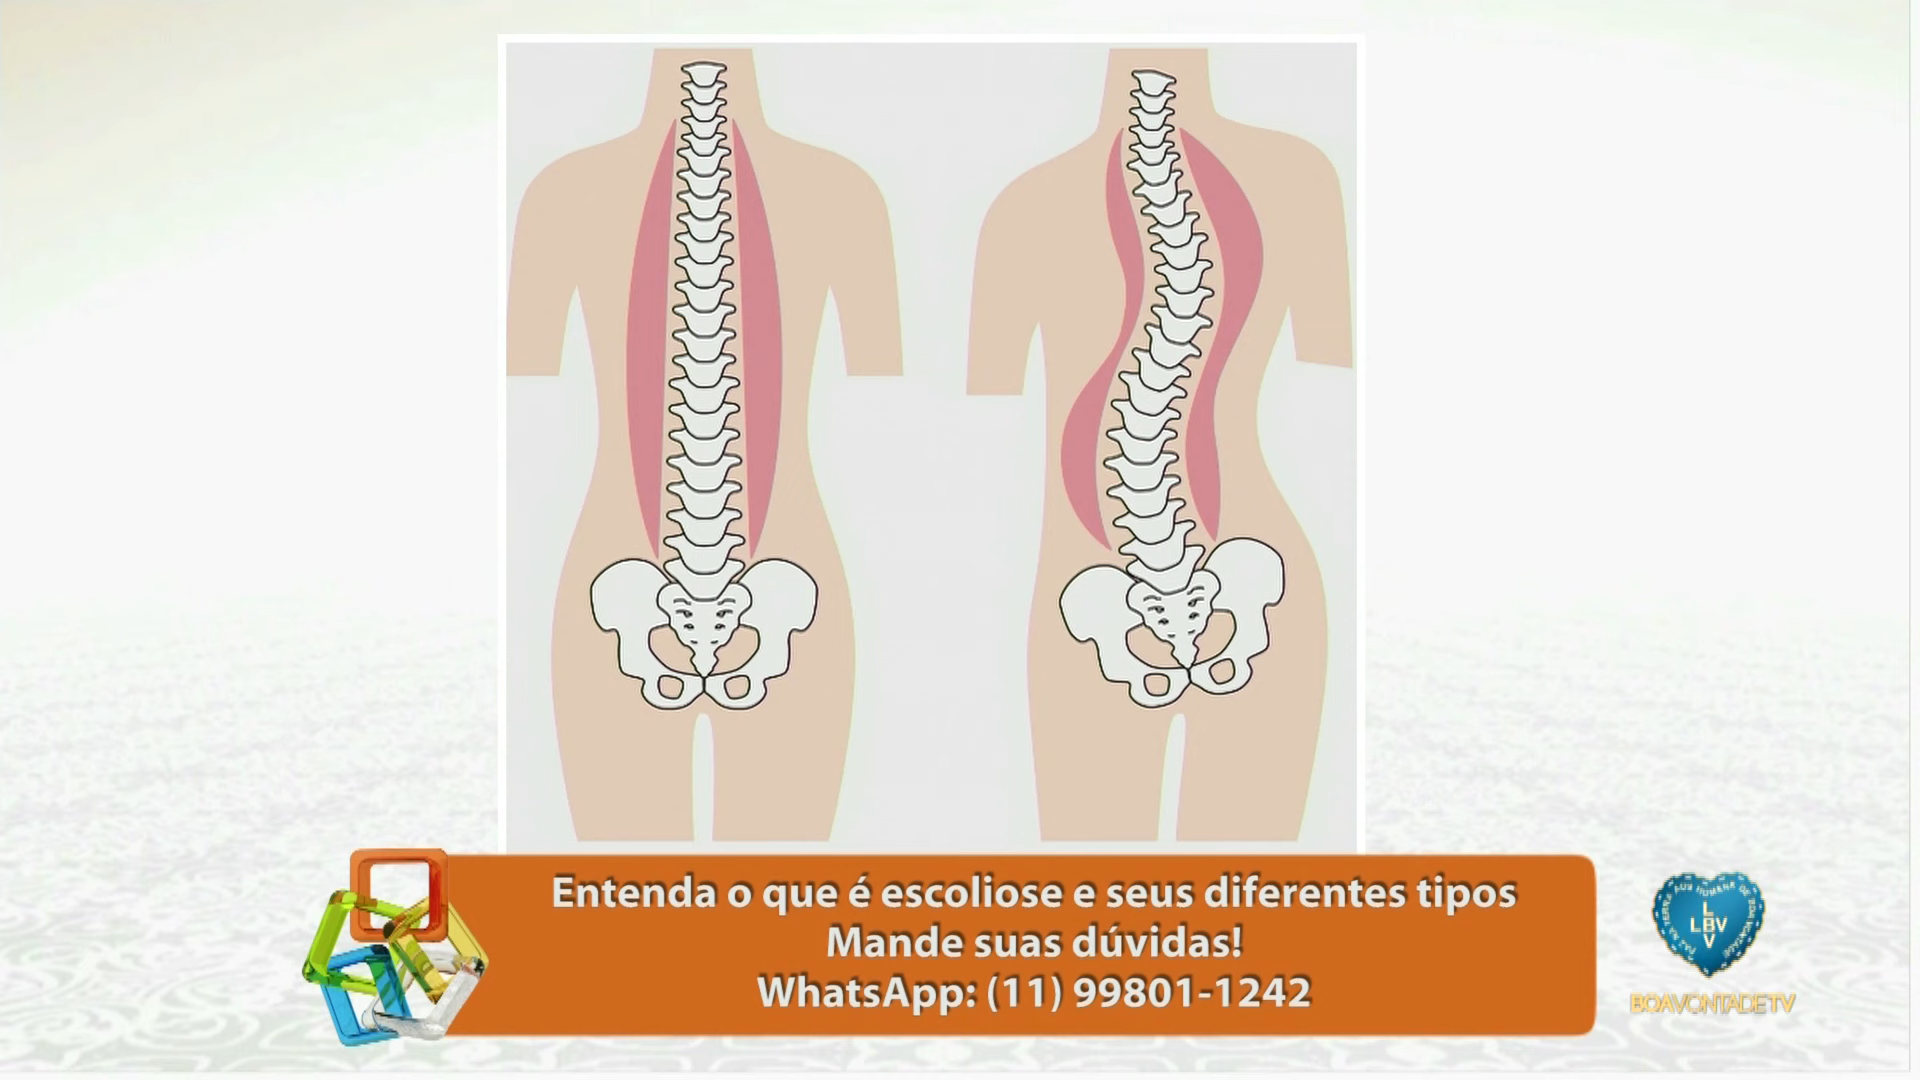 Entenda o que é escoliose e seus diferentes tipos
Mande suas dúvidas!
WhatsApp: (11) 99801-1242
LBV
BOAVONTADETV